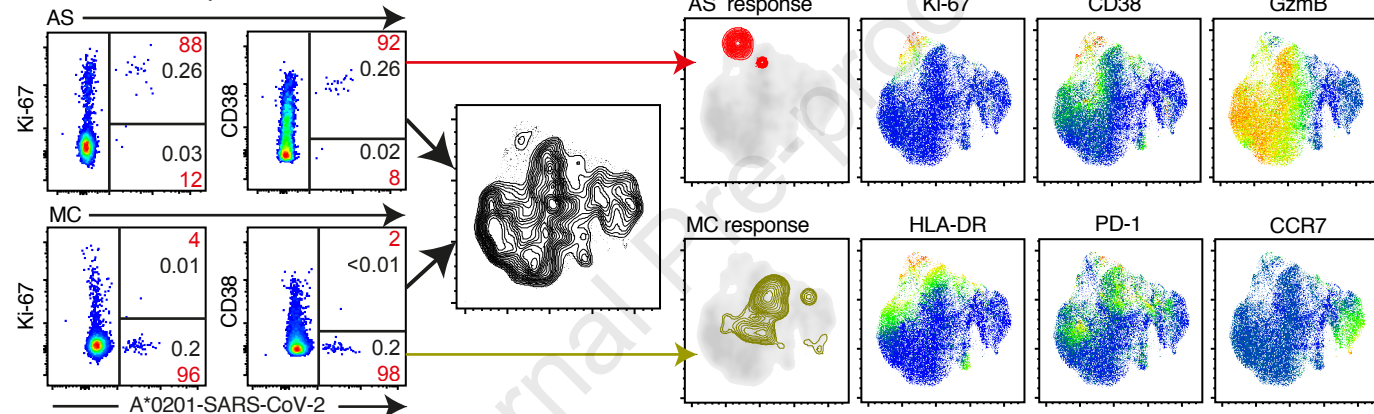 AS
AS response
Ki-67
CD38
GzmB
88
0.26
0.03
12
Ki-67
92
0.26
0.02
8
CD38
MC
MC response
HLA-DR
PD-1
CCR7
4
0.01
0.2
96
Ki-67
2
<0.01
0.2
98
CD38
A*0201-SARS-CoV-2